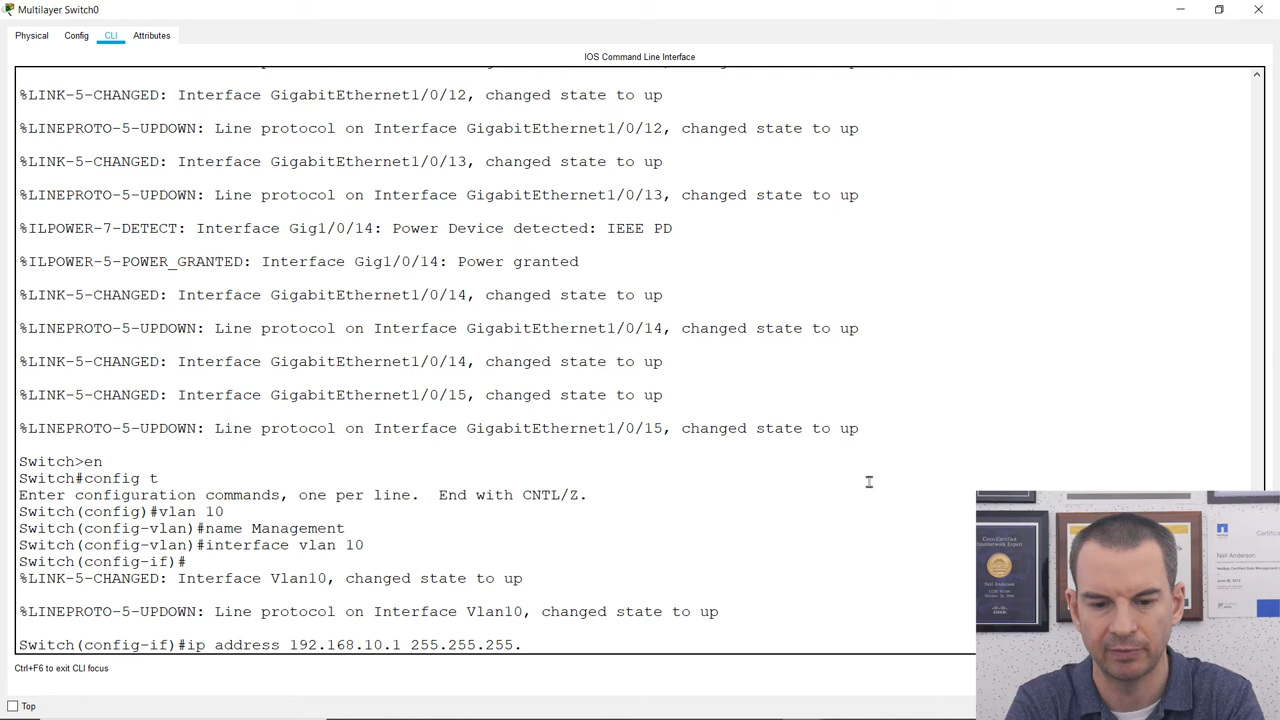 Multilayer Switch0
Physical Config CLI Attributes
IOS Command Line Interface
%LINK-5-CHANGED: Interface GigabitEthernet1/0/12, changed state to up
%LINEPROTO-5-UPDOWN: Line protocol on Interface GigabitEthernet1/0/12, changed state to up
%LINK-5-CHANGED: Interface GigabitEthernet1/0/13, changed state to up
%LINEPROTO-5-UPDOWN: Line protocol on Interface GigabitEthernet1/0/13, changed state to up
%ILPOWER-7-DETECT: Interface Gig1/0/14: Power Device detected: IEEE PD
%ILPOWER-5-POWER_GRANTED: Interface Gig1/0/14: Power granted
%LINK-5-CHANGED: Interface GigabitEthernet1/0/14, changed state to up
%LINEPROTO-5-UPDOWN: Line protocol on Interface GigabitEthernet1/0/14, changed state to up
%LINK-5-CHANGED: Interface GigabitEthernet1/0/14, changed state to up
%LINK-5-CHANGED: Interface GigabitEthernet1/0/15, changed state to up
%LINEPROTO-5-UPDOWN: Line protocol on Interface GigabitEthernet1/0/15, changed state to up
Switch>en
Switch#config t
Enter configuration commands, one per line.  End with CNTL/Z.
Switch(config)#vlan 10
Switch(config-vlan)#name Management
Switch(config-vlan)#interface vlan 10
Switch(config-if)#
%LINK-5-CHANGED: Interface Vlan10, changed state to up
%LINEPROTO-5-UPDOWN: Line protocol on Interface Vlan10, changed state to up
Switch(config-if)#ip address 192.168.10.1 255.255.255.
Ctrl+F6 to exit CLI focus
Top
Neil Anderson